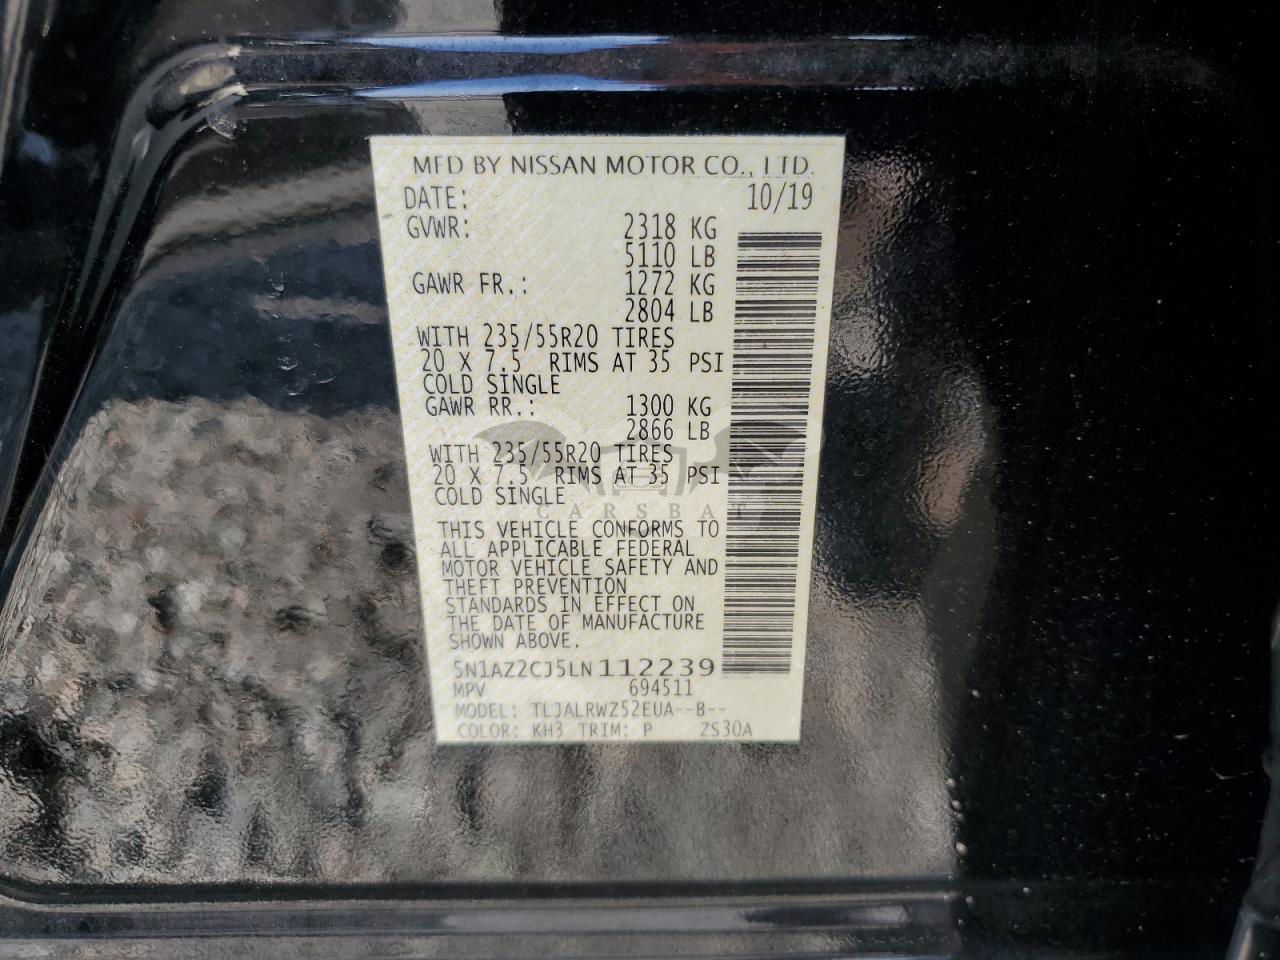 MFD BY NISSAN MOTOR CO., LTD.
DATE: 10/19
GVWR: 2318 KG
5110 LB
GAWR FR.: 1272 KG
2804 LB
WITH 235/55R20 TIRES
20 X 7.5 RIMS AT 35 PSI
COLD SINGLE
GAWR RR.: 1300 KG
2866 LB
WITH 235/55R20 TIRES
20 X 7.5 RIMS AT 35 PSI
COLD SINGLE
CARSBAT
THIS VEHICLE CONFORMS TO
ALL APPLICABLE FEDERAL
MOTOR VEHICLE SAFETY AND
THEFT PREVENTION
STANDARDS IN EFFECT ON
THE DATE OF MANUFACTURE
SHOWN ABOVE.
5N1AZ2CJ5LN112239
MPV 694511
MODEL: TLJALRWZ52EUA--B--
COLOR: KH3 TRIM: P ZS30A